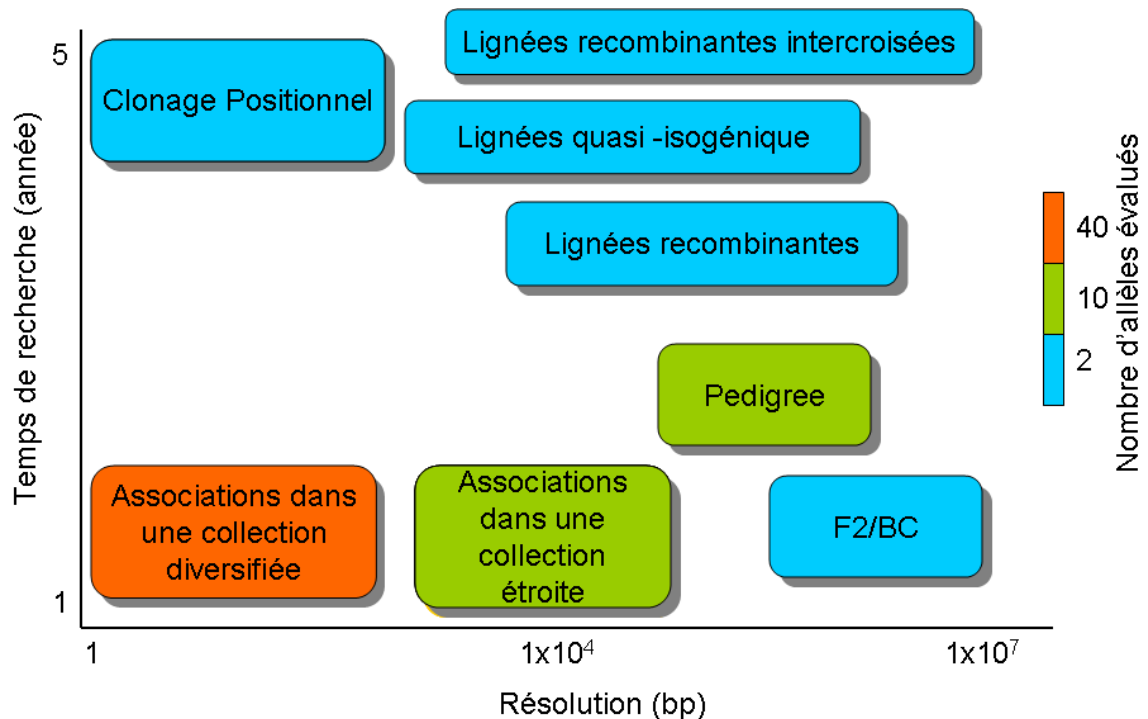 5
Lignées recombinantes intercroisées
Clonage Positionnel
Lignées quasi -isogénique
Lignées recombinantes
Pedigree
Associations dans
une collection
diversifiée
Associations
dans une
collection
étroite
F2/BC
1
Temps de recherche (année)
1
1x10⁴
1x10⁷
Résolution (bp)
40
10
2
Nombre d'allèles évalués